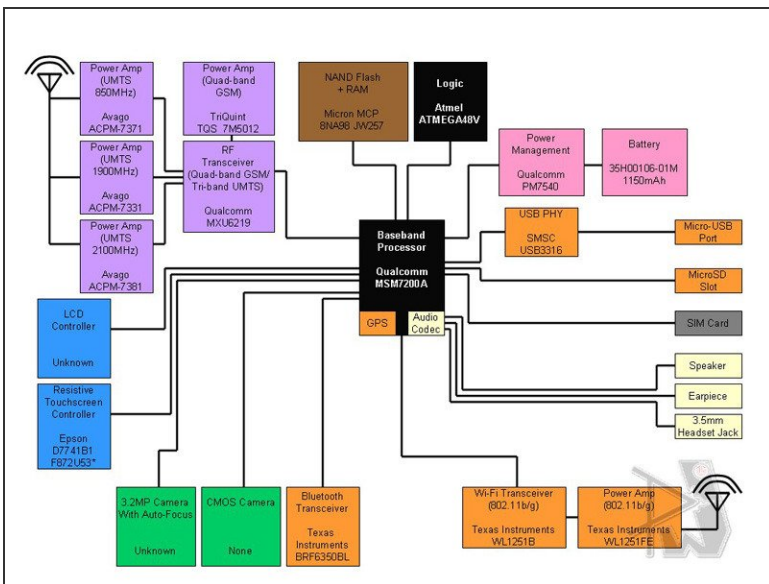 Power Amp
(UMTS
850MHz)
Avago
ACPM-7371
Power Amp
(Quad-band
GSM)
TriQuint
TQS 7M5012
NAND Flash
+ RAM
Micron MCP
8NA98 JW257
Logic
Atmel
ATMEGA48V
Power
Management
Qualcomm
PM7540
Battery
35H00106-01M
1150mAh
Power Amp
(UMTS
1900MHz)
Avago
ACPM-7331
RF
Transceiver
(Quad-band GSM/
Tri-band UMTS)
Qualcomm
MXU6219
Power Amp
(UMTS
2100MHz)
Avago
ACPM-7381
Baseband
Processor
Qualcomm
MSM7200A
GPS
Audio
Codec
USB PHY
SMSC
USB3316
Micro-USB
Port
MicroSD
Slot
SIM Card
Speaker
Earpiece
3.5mm
Headset Jack
LCD
Controller
Unknown
Resistive
Touchscreen
Controller
Epson
D7741B1
F872U53*
3.2MP Camera
With Auto-Focus
Unknown
CMOS Camera
None
Bluetooth
Transceiver
Texas
Instruments
BRF6350BL
Wi-Fi Transceiver
(802.11b/g)
Texas Instruments
WL1251B
Power Amp
(802.11b/g)
Texas Instruments
WL1251FE